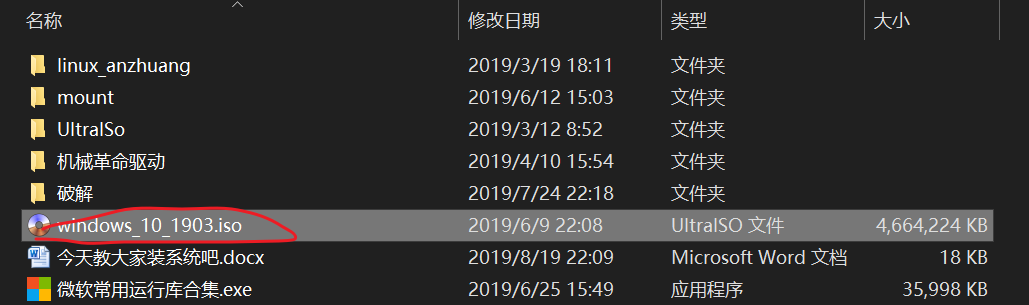 名称 修改日期 类型 大小
linux_anzhuang 2019/3/19 18:11 文件夹
mount 2019/6/12 15:03 文件夹
UltraISo 2019/3/12 8:52 文件夹
机械革命驱动 2019/4/10 15:54 文件夹
破解 2019/7/24 22:18 文件夹
windows_10_1903.iso 2019/6/9 22:08 UltraISO 文件 4,664,224 KB
今天教大家装系统吧.docx 2019/8/19 22:09 Microsoft Word 文档 18 KB
微软常用运行库合集.exe 2019/6/25 15:49 应用程序 35,998 KB